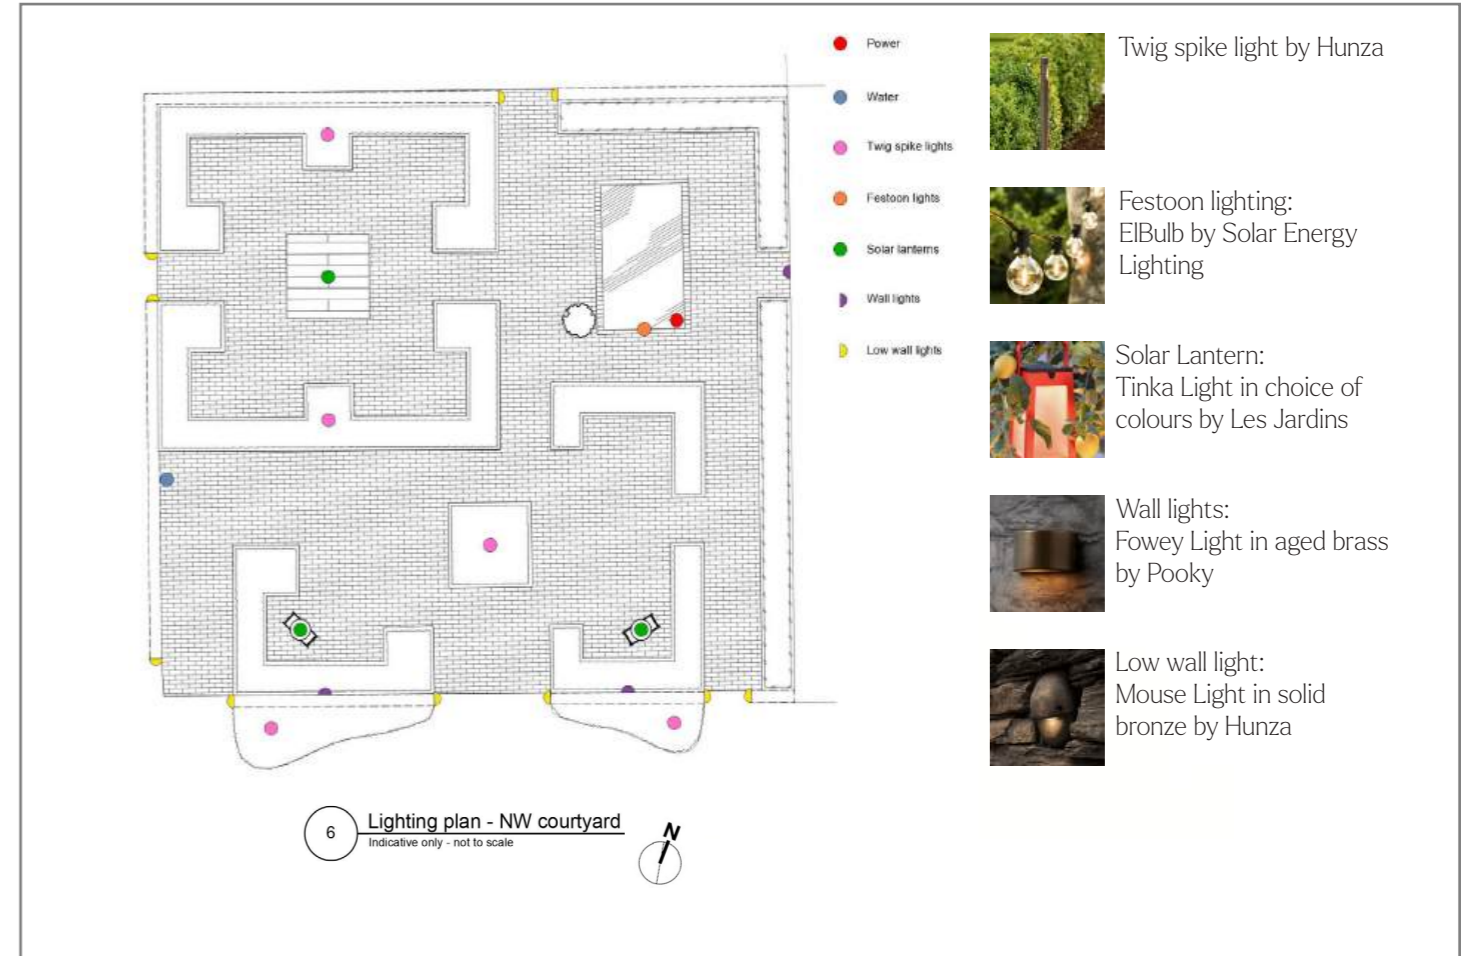 Power
Water
Twig spike lights
Festoon lights
Solar lanterns
Wall lights
Low wall lights
Twig spike light by Hunza
Festoon lighting:
ElBulb by Solar Energy
Lighting
Solar Lantern:
Tinka Light in choice of
colours by Les Jardins
Wall lights:
Fowey Light in aged brass
by Pooky
Low wall light:
Mouse Light in solid
bronze by Hunza
6
Lighting plan - NW courtyard
Indicative only - not to scale
N